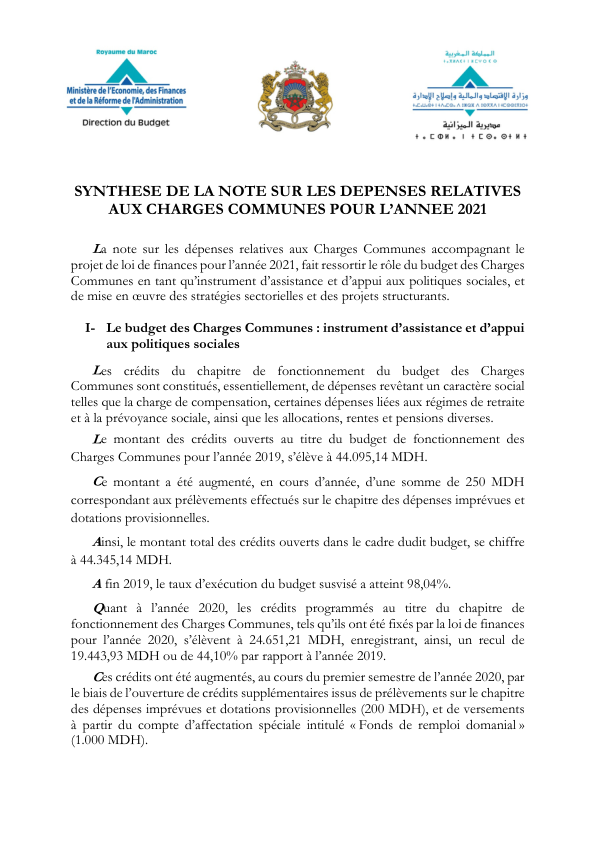 Royaume du Maroc
Ministère de l'Economie, des Finances
et de la Réforme de l'Administration
Direction du Budget
المملكة المغربية
وزارة الاقتصاد والمالية وإصلاح الإدارة
مديرية الميزانية
SYNTHESE DE LA NOTE SUR LES DEPENSES RELATIVES
AUX CHARGES COMMUNES POUR L'ANNEE 2021
La note sur les dépenses relatives aux Charges Communes accompagnant le
projet de loi de finances pour l'année 2021, fait ressortir le rôle du budget des Charges
Communes en tant qu'instrument d'assistance et d'appui aux politiques sociales, et
de mise en œuvre des stratégies sectorielles et des projets structurants.
I- Le budget des Charges Communes : instrument d'assistance et d'appui
aux politiques sociales
Les crédits du chapitre de fonctionnement du budget des Charges
Communes sont constitués, essentiellement, de dépenses revêtant un caractère social
telles que la charge de compensation, certaines dépenses liées aux régimes de retraite
et à la prévoyance sociale, ainsi que les allocations, rentes et pensions diverses.
Le montant des crédits ouverts au titre du budget de fonctionnement des
Charges Communes pour l'année 2019, s'élève à 44.095,14 MDH.
Ce montant a été augmenté, en cours d'année, d'une somme de 250 MDH
correspondant aux prélèvements effectués sur le chapitre des dépenses imprévues et
dotations provisionnelles.
Ainsi, le montant total des crédits ouverts dans le cadre dudit budget, se chiffre
à 44.345,14 MDH.
A fin 2019, le taux d'exécution du budget susvisé a atteint 98,04%.
Quant à l'année 2020, les crédits programmés au titre du chapitre de
fonctionnement des Charges Communes, tels qu'ils ont été fixés par la loi de finances
pour l'année 2020, s'élèvent à 24.651,21 MDH, enregistrant, ainsi, un recul de
19.443,93 MDH ou de 44,10% par rapport à l'année 2019.
Ces crédits ont été augmentés, au cours du premier semestre de l'année 2020, par
le biais de l'ouverture de crédits supplémentaires issus de prélèvements sur le chapitre
des dépenses imprévues et dotations provisionnelles (200 MDH), et de versements
à partir du compte d'affectation spéciale intitulé « Fonds de remploi domanial »
(1.000 MDH).